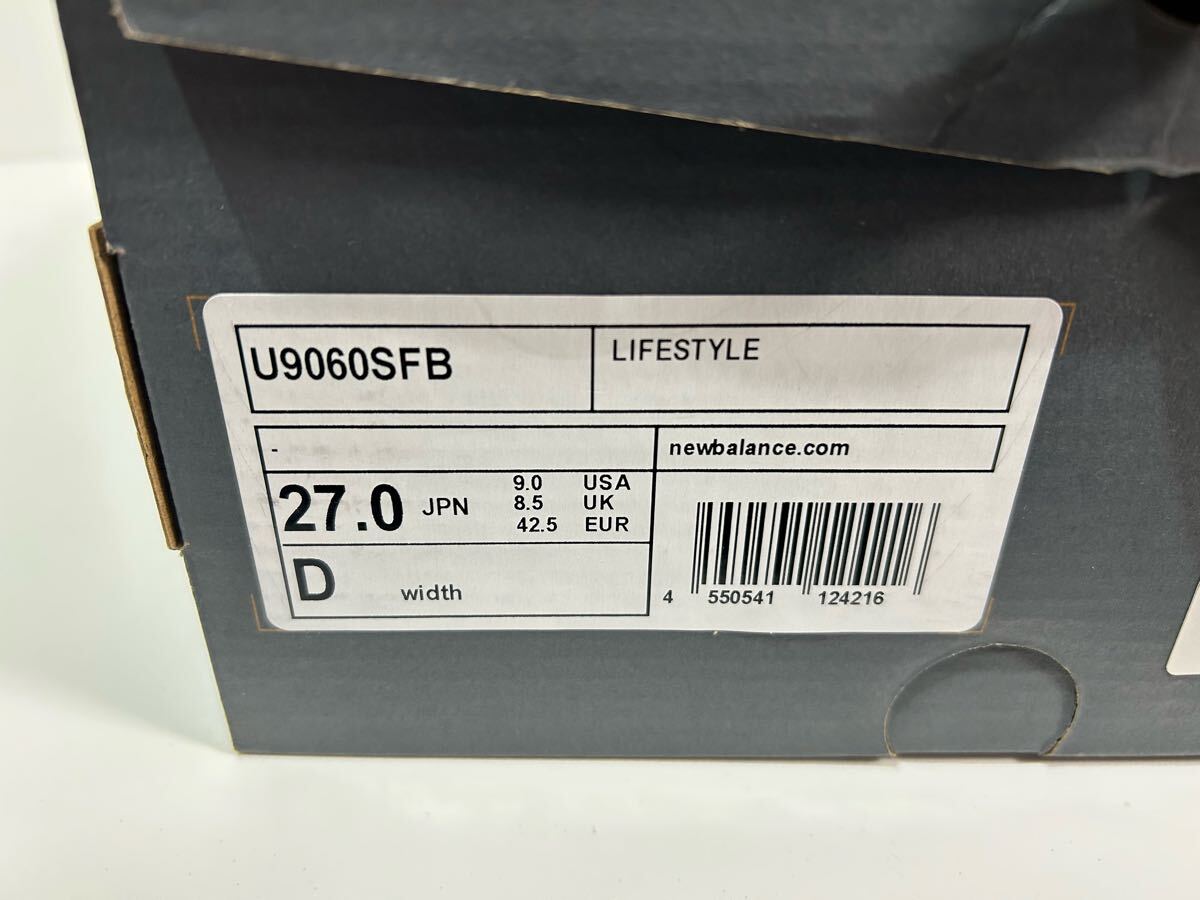 U9060SFB
LIFESTYLE
-
newbalance.com
27.0 JPN
9.0 USA
8.5 UK
42.5 EUR
D width
4 550541 124216